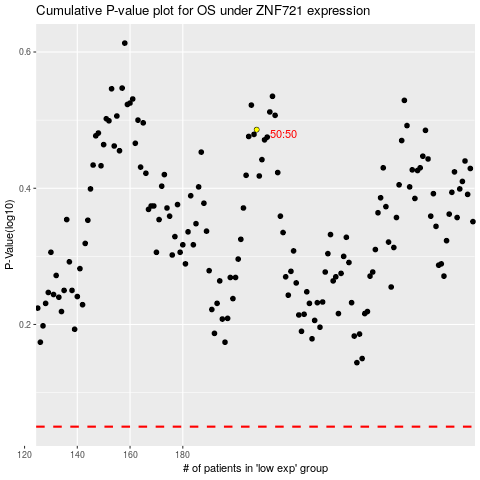 Cumulative P-value plot for OS under ZNF721 expression
0.6
50:50
0.4
0.2
P-Value(log10)
120
140
160
180
# of patients in 'low exp' group